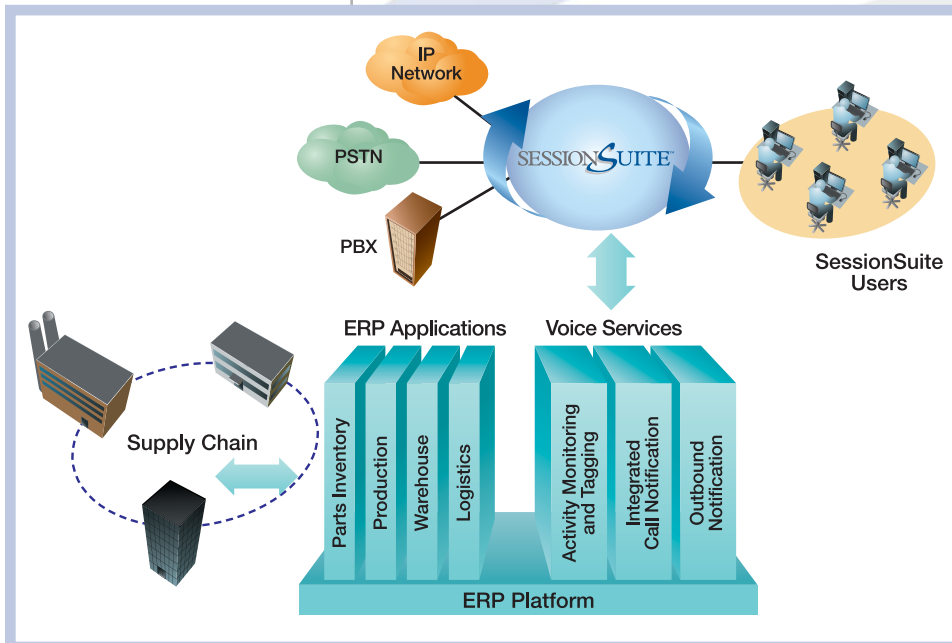 IP
Network
PSTN
SESSIONSUITE™
PBX
SessionSuite
Users
ERP Applications
Voice Services
Supply Chain
Parts Inventory
Production
Warehouse
Logistics
Activity Monitoring
and Tagging
Integrated
Call Notification
Outbound
Notification
ERP Platform